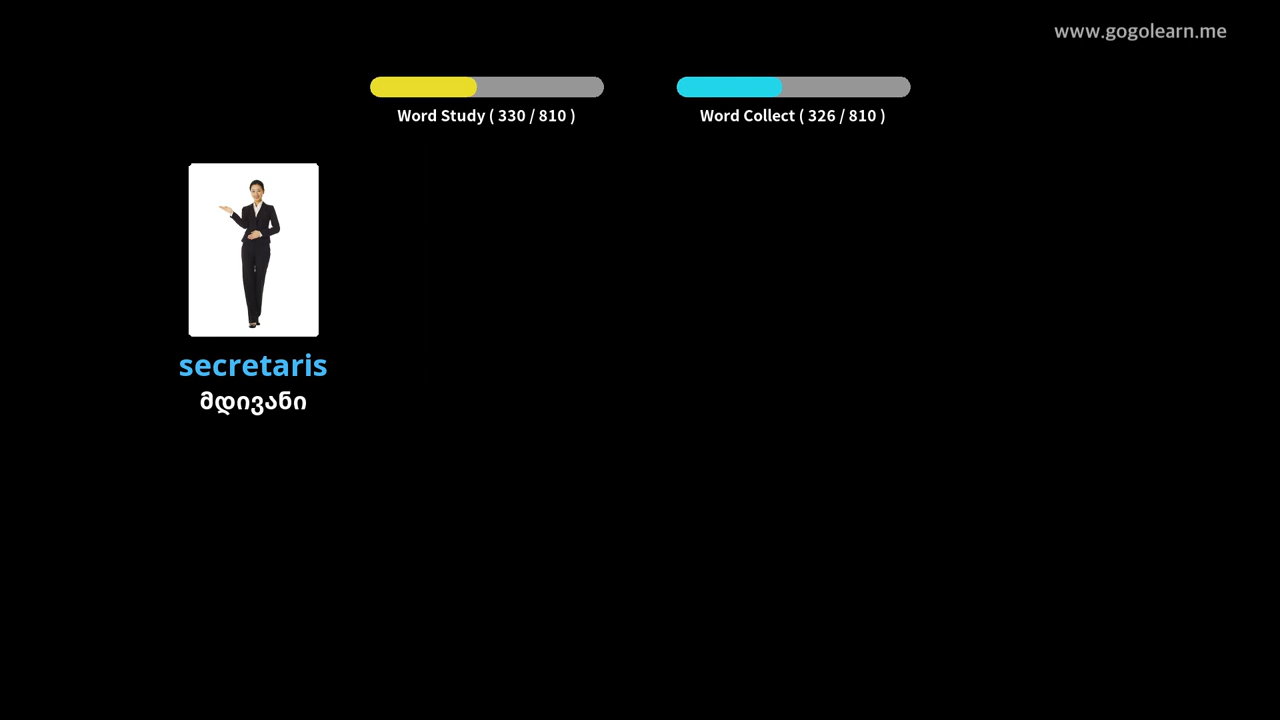 www.gogolearn.me
Word Study ( 330 / 810 )
Word Collect ( 326 / 810 )
secretaris
მდივანი